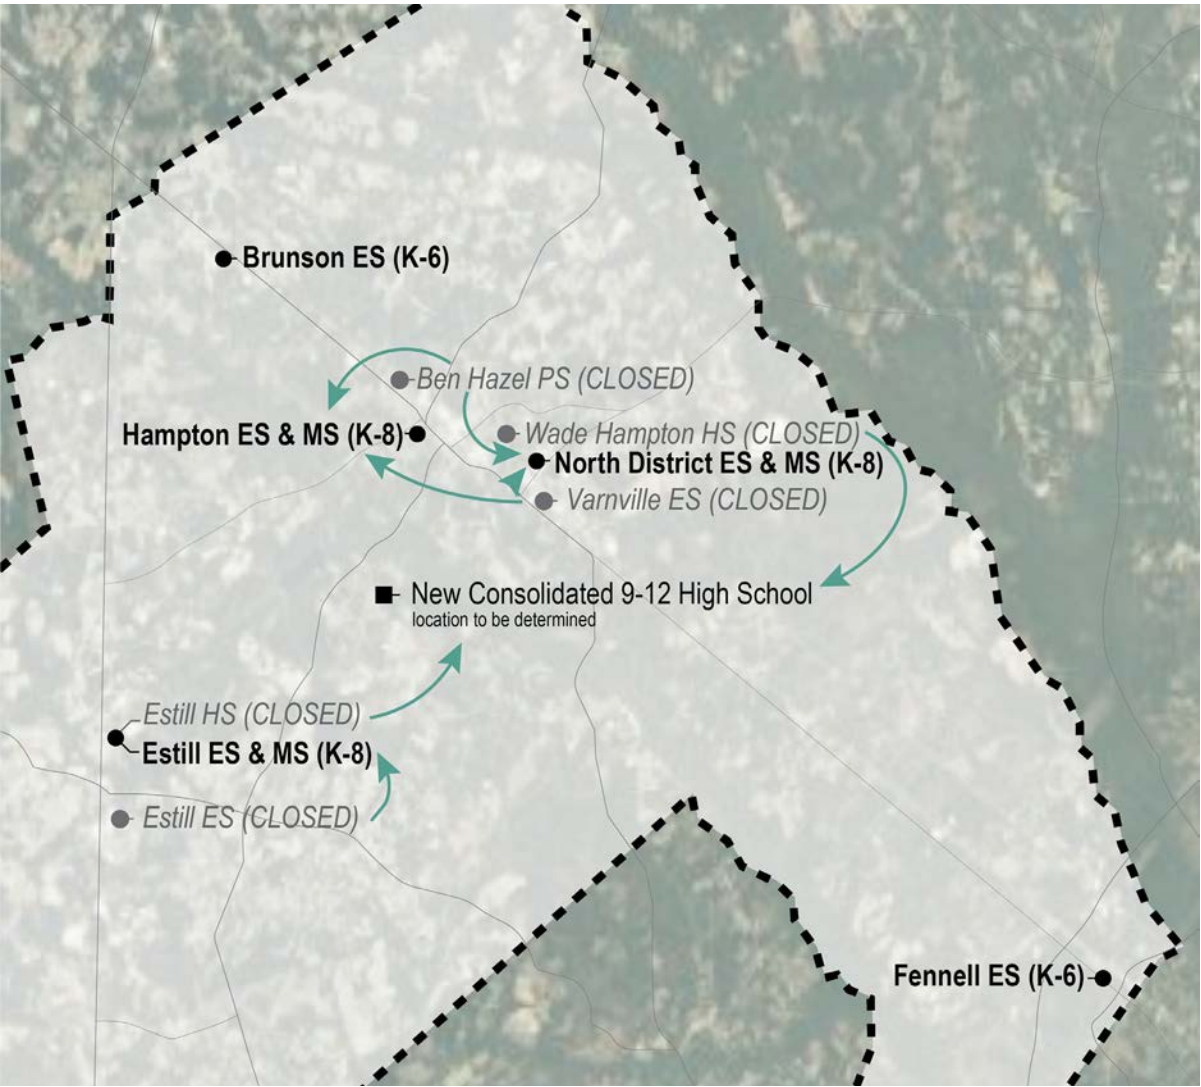 Brunson ES (K-6)
Ben Hazel PS (CLOSED)
Hampton ES & MS (K-8)
Wade Hampton HS (CLOSED)
North District ES & MS (K-8)
Varnville ES (CLOSED)
New Consolidated 9-12 High School
location to be determined
Estill HS (CLOSED)
Estill ES & MS (K-8)
Estill ES (CLOSED)
Fennell ES (K-6)